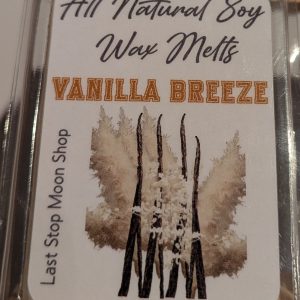 All Natural Soy
Wax Melts
VANILLA BREEZE
Last Stop Moon Shop